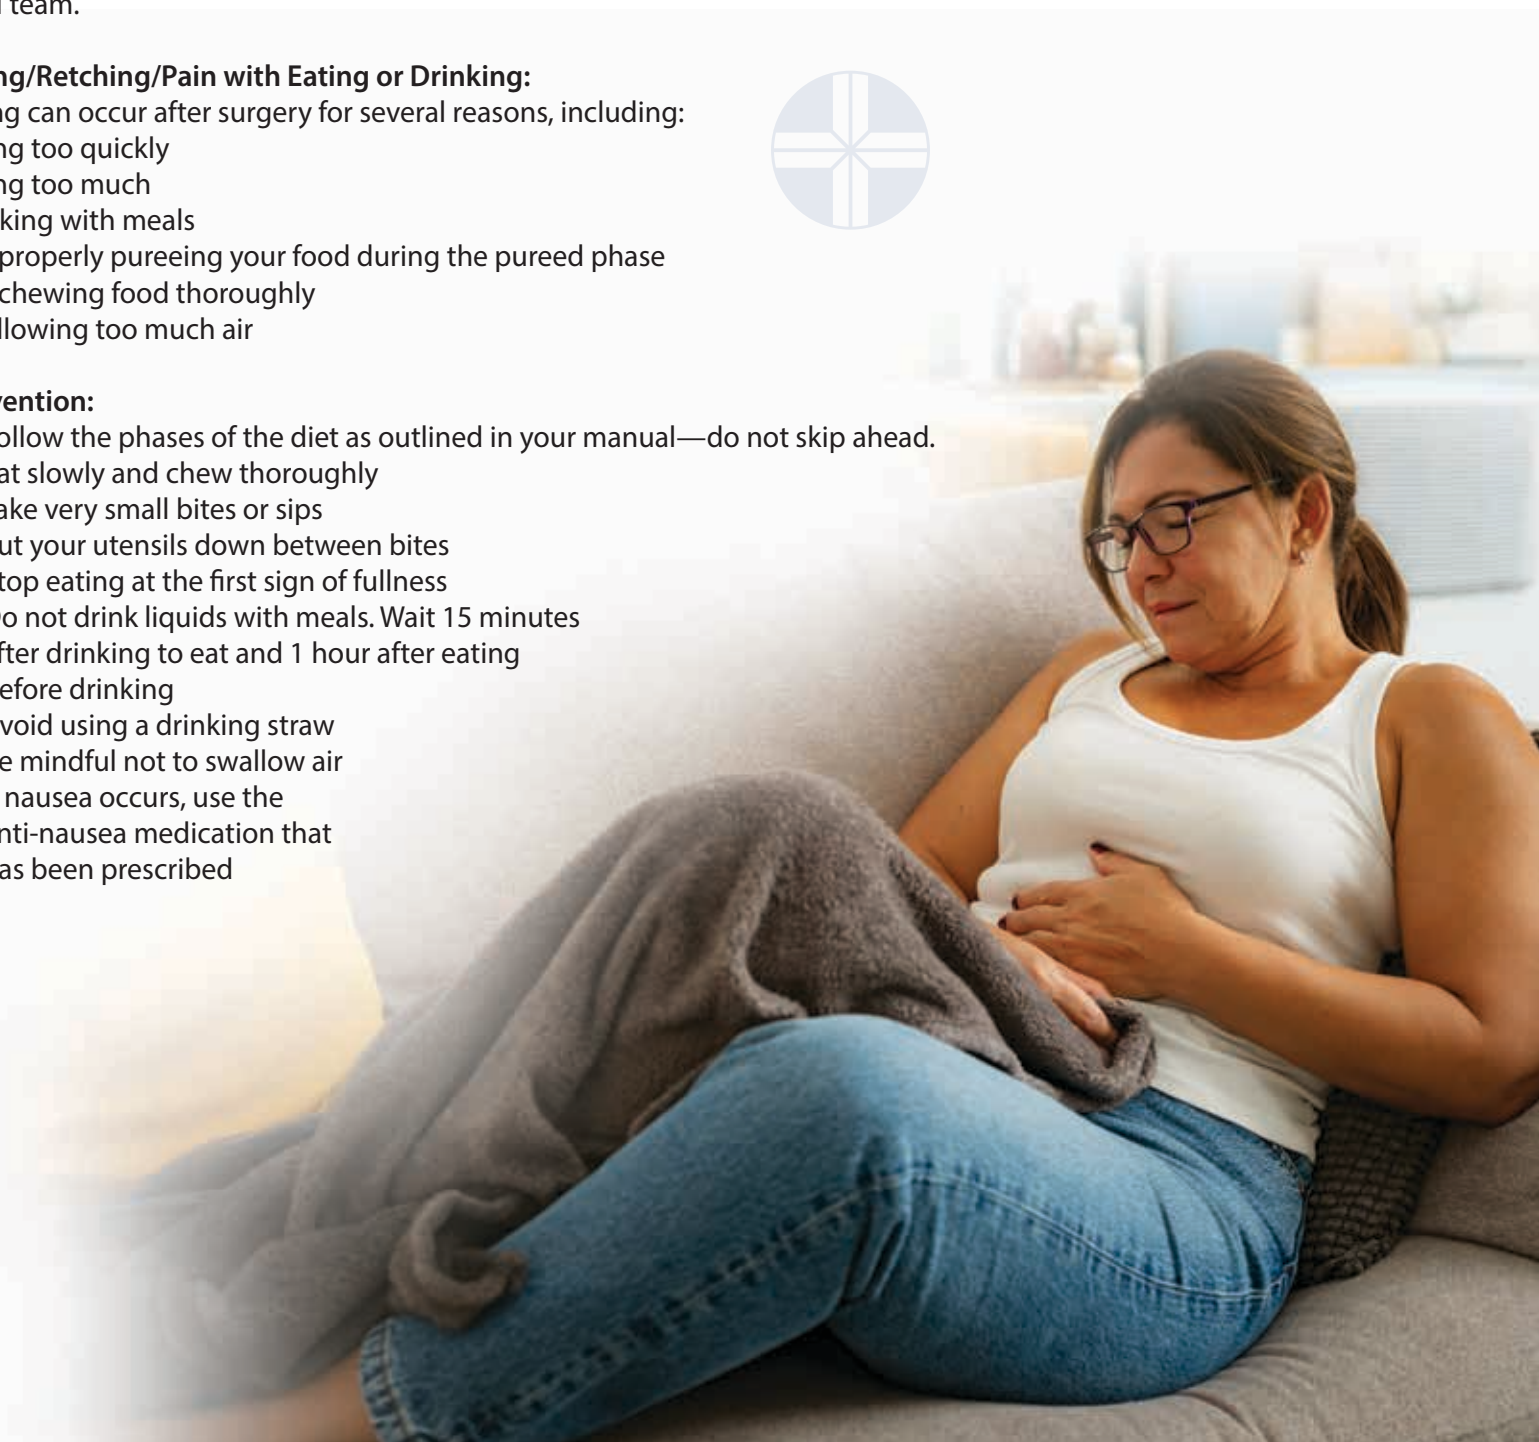 team.
ng/Retching/Pain with Eating or Drinking:
ng can occur after surgery for several reasons, including:
ng too quickly
ng too much
king with meals
properly pureeing your food during the pureed phase
chewing food thoroughly
llowing too much air
vention:
ollow the phases of the diet as outlined in your manual—do not skip ahead.
at slowly and chew thoroughly
ake very small bites or sips
ut your utensils down between bites
top eating at the first sign of fullness
o not drink liquids with meals. Wait 15 minutes
fter drinking to eat and 1 hour after eating
efore drinking
void using a drinking straw
e mindful not to swallow air
nausea occurs, use the
nti-nausea medication that
as been prescribed